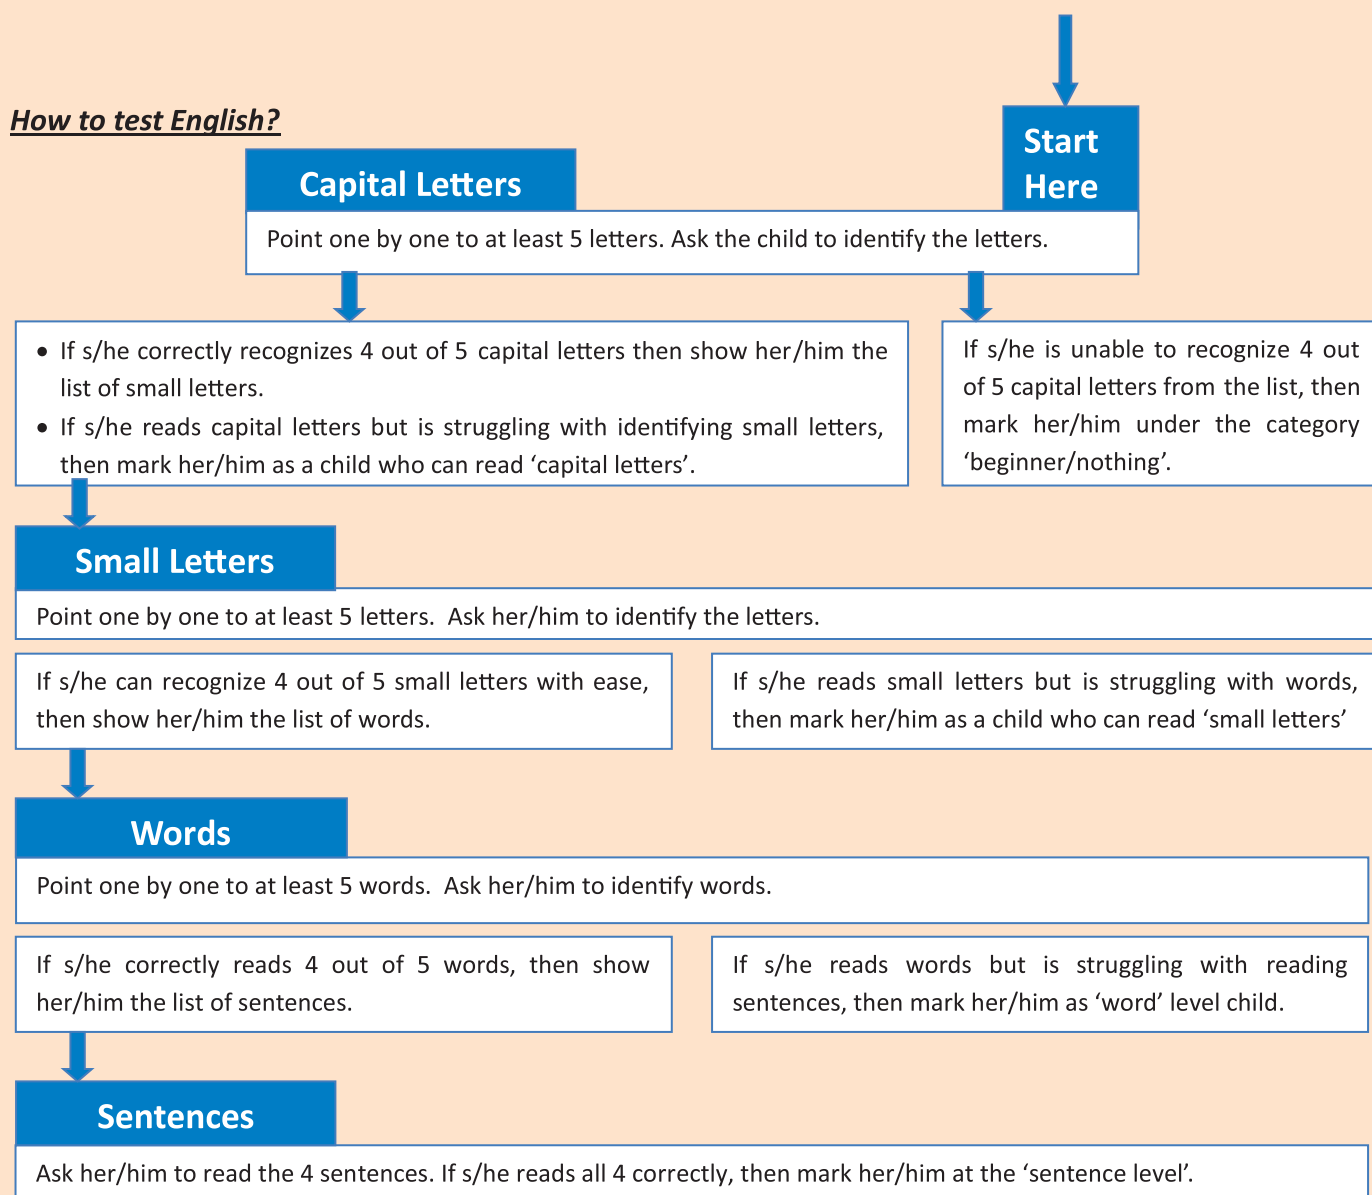 How to test English?
Start
Here
Capital Letters
Point one by one to at least 5 letters. Ask the child to identify the letters.
• If s/he correctly recognizes 4 out of 5 capital letters then show her/him the
list of small letters.
• If s/he reads capital letters but is struggling with identifying small letters,
then mark her/him as a child who can read ‘capital letters’.
If s/he is unable to recognize 4 out
of 5 capital letters from the list, then
mark her/him under the category
‘beginner/nothing’.
Small Letters
Point one by one to at least 5 letters.  Ask her/him to identify the letters.
If s/he can recognize 4 out of 5 small letters with ease,
then show her/him the list of words.
If s/he reads small letters but is struggling with words,
then mark her/him as a child who can read ‘small letters’
Words
Point one by one to at least 5 words.  Ask her/him to identify words.
If s/he correctly reads 4 out of 5 words, then show
her/him the list of sentences.
If s/he reads words but is struggling with reading
sentences, then mark her/him as ‘word’ level child.
Sentences
Ask her/him to read the 4 sentences. If s/he reads all 4 correctly, then mark her/him at the ‘sentence level’.